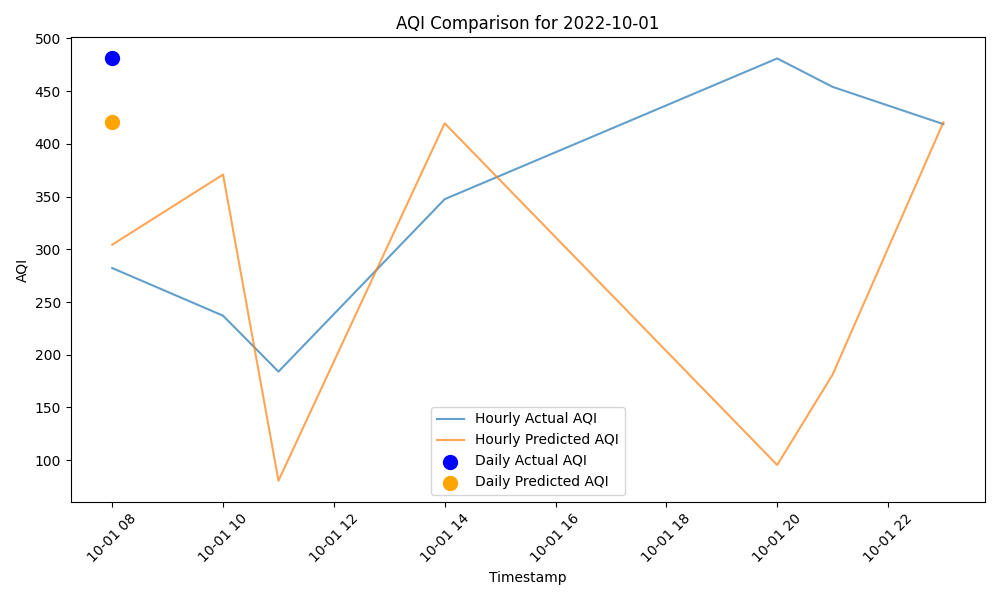 AQI Comparison for 2022-10-01
AQI
500
450
400
350
300
250
200
150
100
Hourly Actual AQI
Hourly Predicted AQI
Daily Actual AQI
Daily Predicted AQI
10-01 08
10-01 10
10-01 12
10-01 14
10-01 16
10-01 18
10-01 20
10-01 22
Timestamp